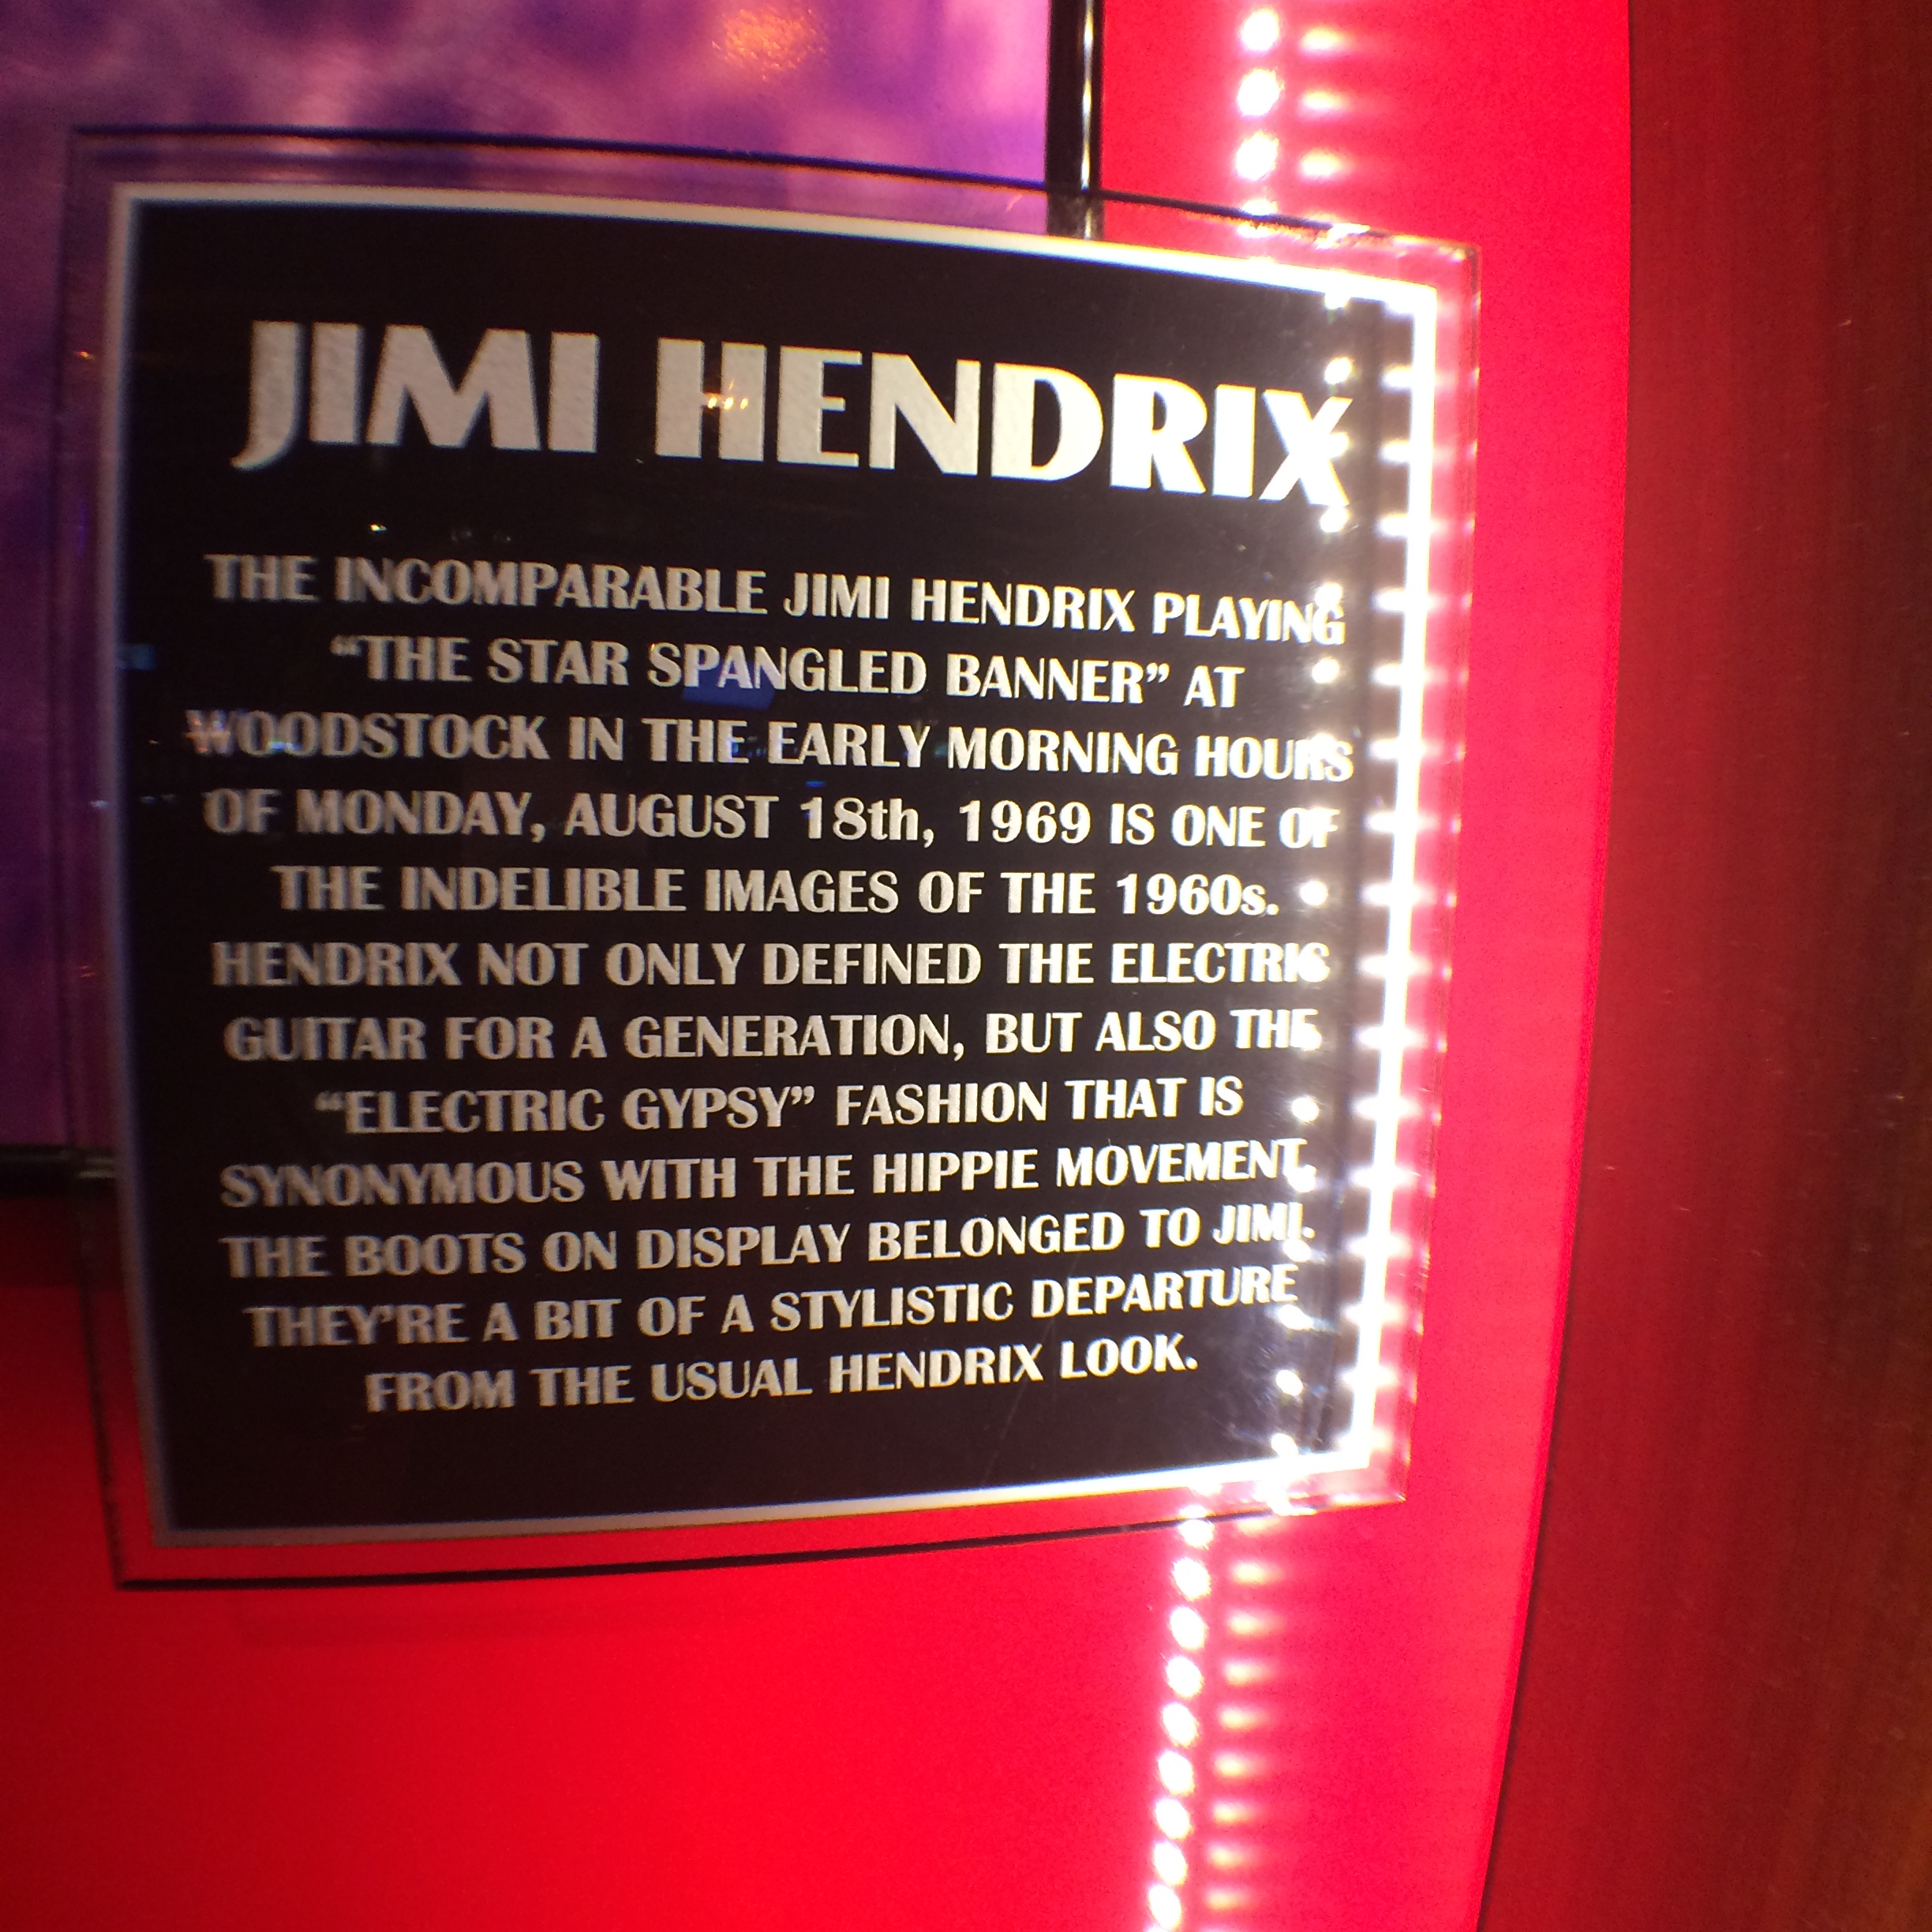 JIMI HENDRIX
THE INCOMPARABLE JIMI HENDRIX PLAYING
“THE STAR SPANGLED BANNER” AT
WOODSTOCK IN THE EARLY MORNING HOURS
OF MONDAY, AUGUST 18th, 1969 IS ONE OF
THE INDELIBLE IMAGES OF THE 1960s.
HENDRIX NOT ONLY DEFINED THE ELECTRIC
GUITAR FOR A GENERATION, BUT ALSO THE
“ELECTRIC GYPSY” FASHION THAT IS
SYNONYMOUS WITH THE HIPPIE MOVEMENT.
THE BOOTS ON DISPLAY BELONGED TO JIMI.
THEY’RE A BIT OF A STYLISTIC DEPARTURE
FROM THE USUAL HENDRIX LOOK.